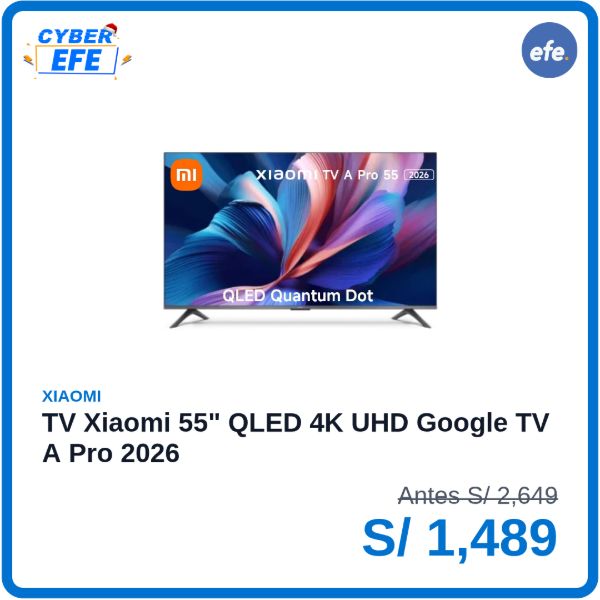 CYBER
EFE
efe.
mi
xiaomi TV A Pro 55 2026
QLED Quantum Dot
XIAOMI
TV Xiaomi 55" QLED 4K UHD Google TV
A Pro 2026
Antes S/ 2,649
S/ 1,489